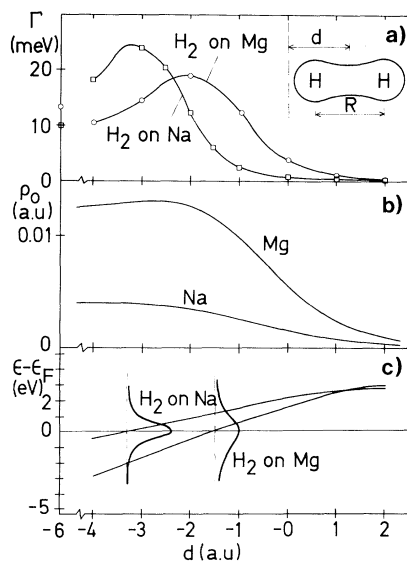 Γ
(meV)
20
10
0
a)
H₂ on Mg
H₂ on Na
d
H H
R
ρ₀
(a.u)
0.01
0
b)
Mg
Na
ϵ-ϵF
(eV)
2
0
-5
c)
H₂ on Na
H₂ on Mg
-6 -4 -3 -2 -1 -0 1 2
d (a.u)